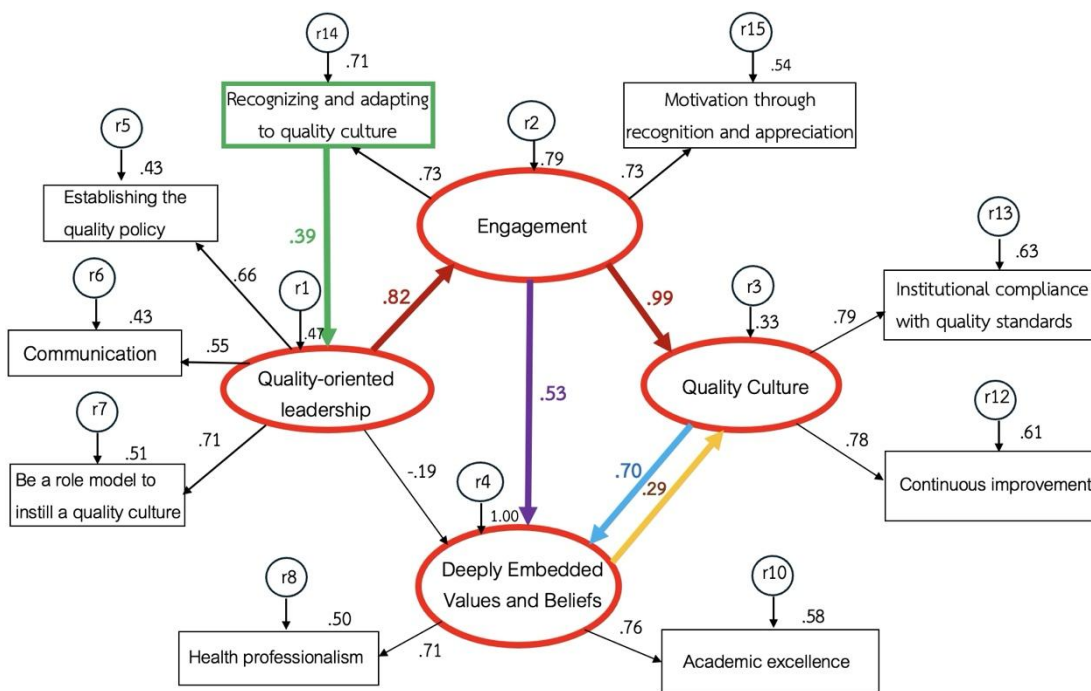 r14
.71
r15
.54
Recognizing and adapting
to quality culture
Motivation through
recognition and appreciation
r5
.43
r2
.79
.73
.73
Establishing the
quality policy
Engagement
r13
.63
.39
.66
r6
.43
r1
.47
.82
.99
r3
.33
Institutional compliance
with quality standards
.79
Communication
.55
Quality-oriented
leadership
Quality Culture
.53
r7
.51
.71
r12
.61
.78
.70
.29
-.19
r4
1.00
Be a role model to
instill a quality culture
Continuous improvement
Deeply Embedded
Values and Beliefs
r8
.50
r10
.58
.71
.76
Health professionalism
Academic excellence